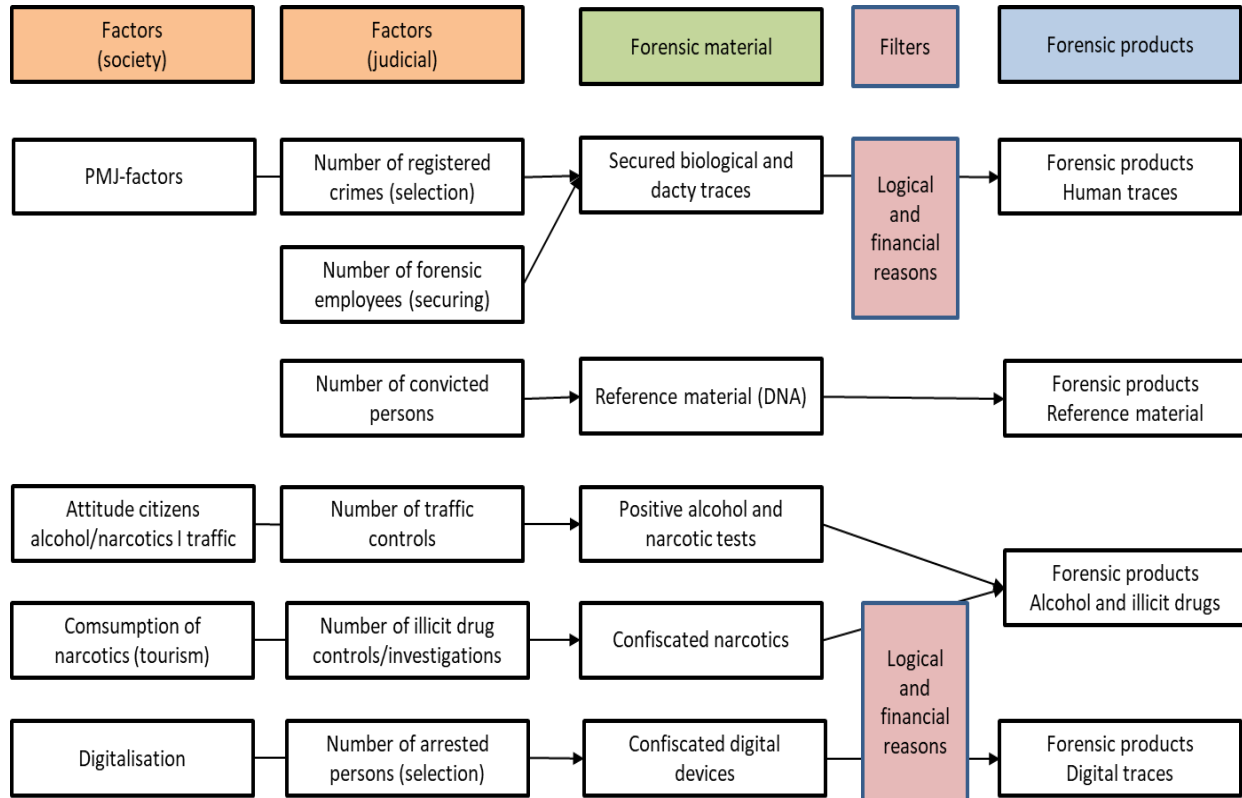 Factors
(society)
Factors
(judicial)
Forensic material
Filters
Forensic products
PMJ-factors
Number of registered
crimes (selection)
Secured biological and
dacty traces
Logical
and
financial
reasons
Forensic products
Human traces
Number of forensic
employees (securing)
Number of convicted
persons
Reference material (DNA)
Forensic products
Reference material
Attitude citizens
alcohol/narcotics I traffic
Number of traffic
controls
Positive alcohol and
narcotic tests
Forensic products
Alcohol and illicit drugs
Comsumption of
narcotics (tourism)
Number of illicit drug
controls/investigations
Confiscated narcotics
Logical
and
financial
reasons
Digitalisation
Number of arrested
persons (selection)
Confiscated digital
devices
Forensic products
Digital traces